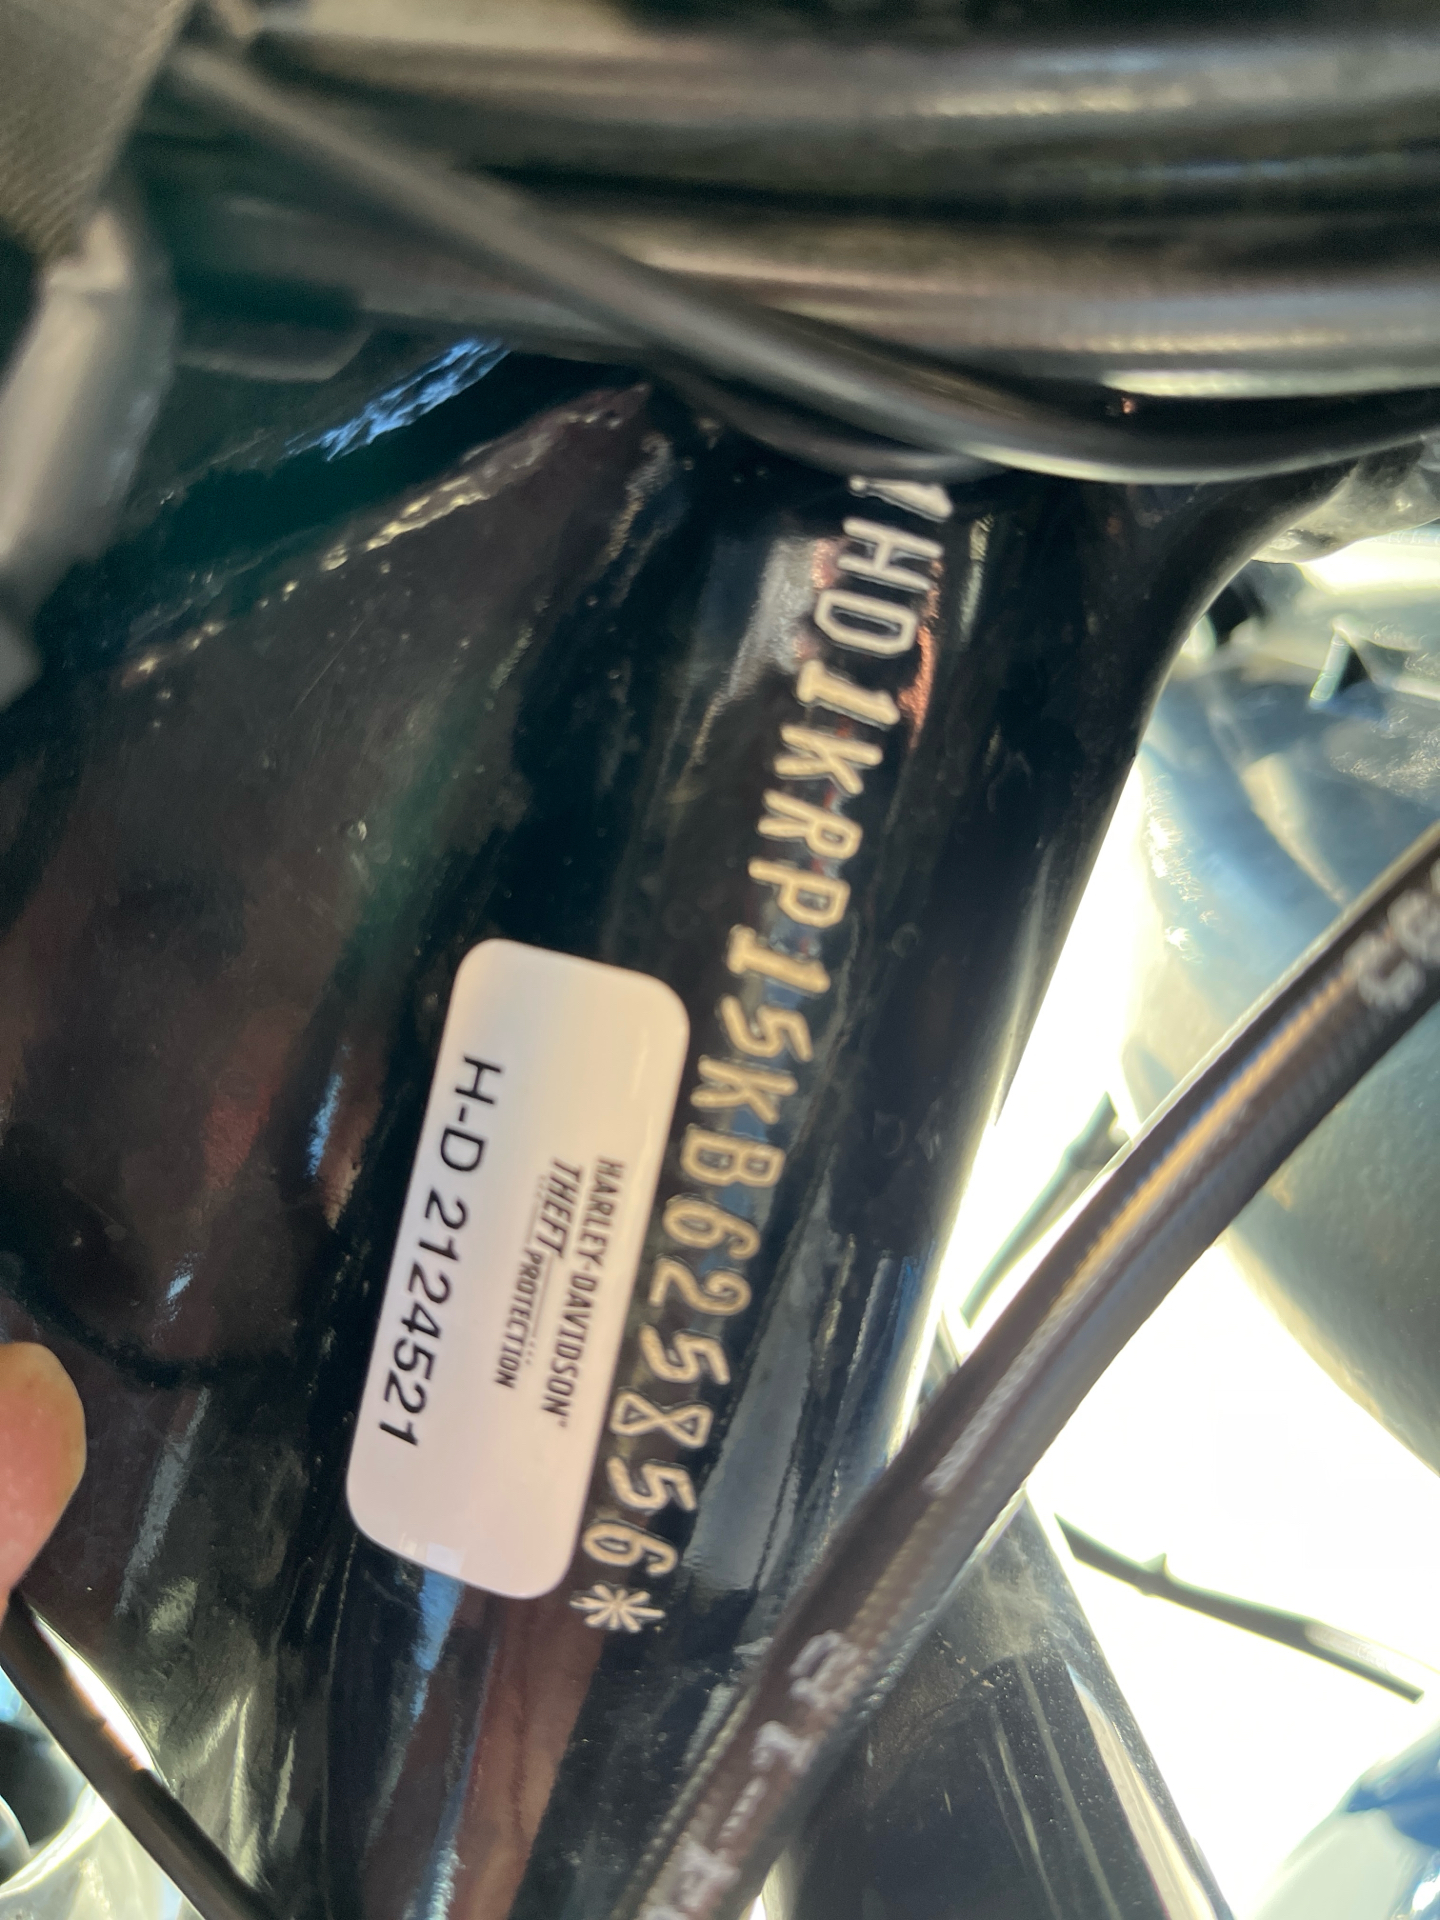 1HD1KRP15KB625856*
HARLEY-DAVIDSON®
THEFT PROTECTION
H-D 2124521